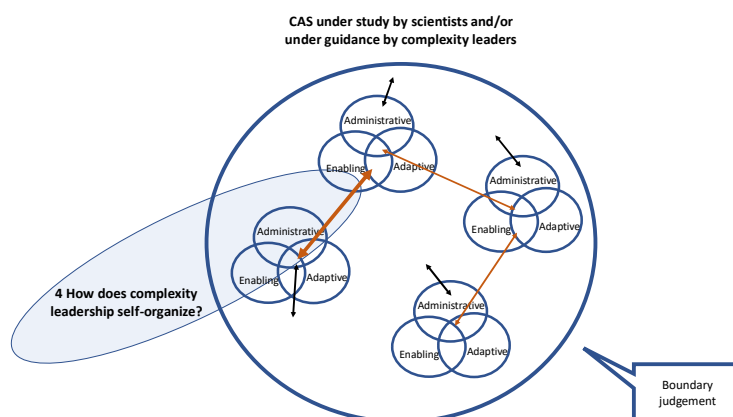 CAS under study by scientists and/or
under guidance by complexity leaders
Administrative
Enabling
Adaptive
Administrative
Enabling
Adaptive
Administrative
Enabling
Adaptive
4 How does complexity
leadership self-organize?
Administrative
Enabling
Adaptive
Boundary
judgement